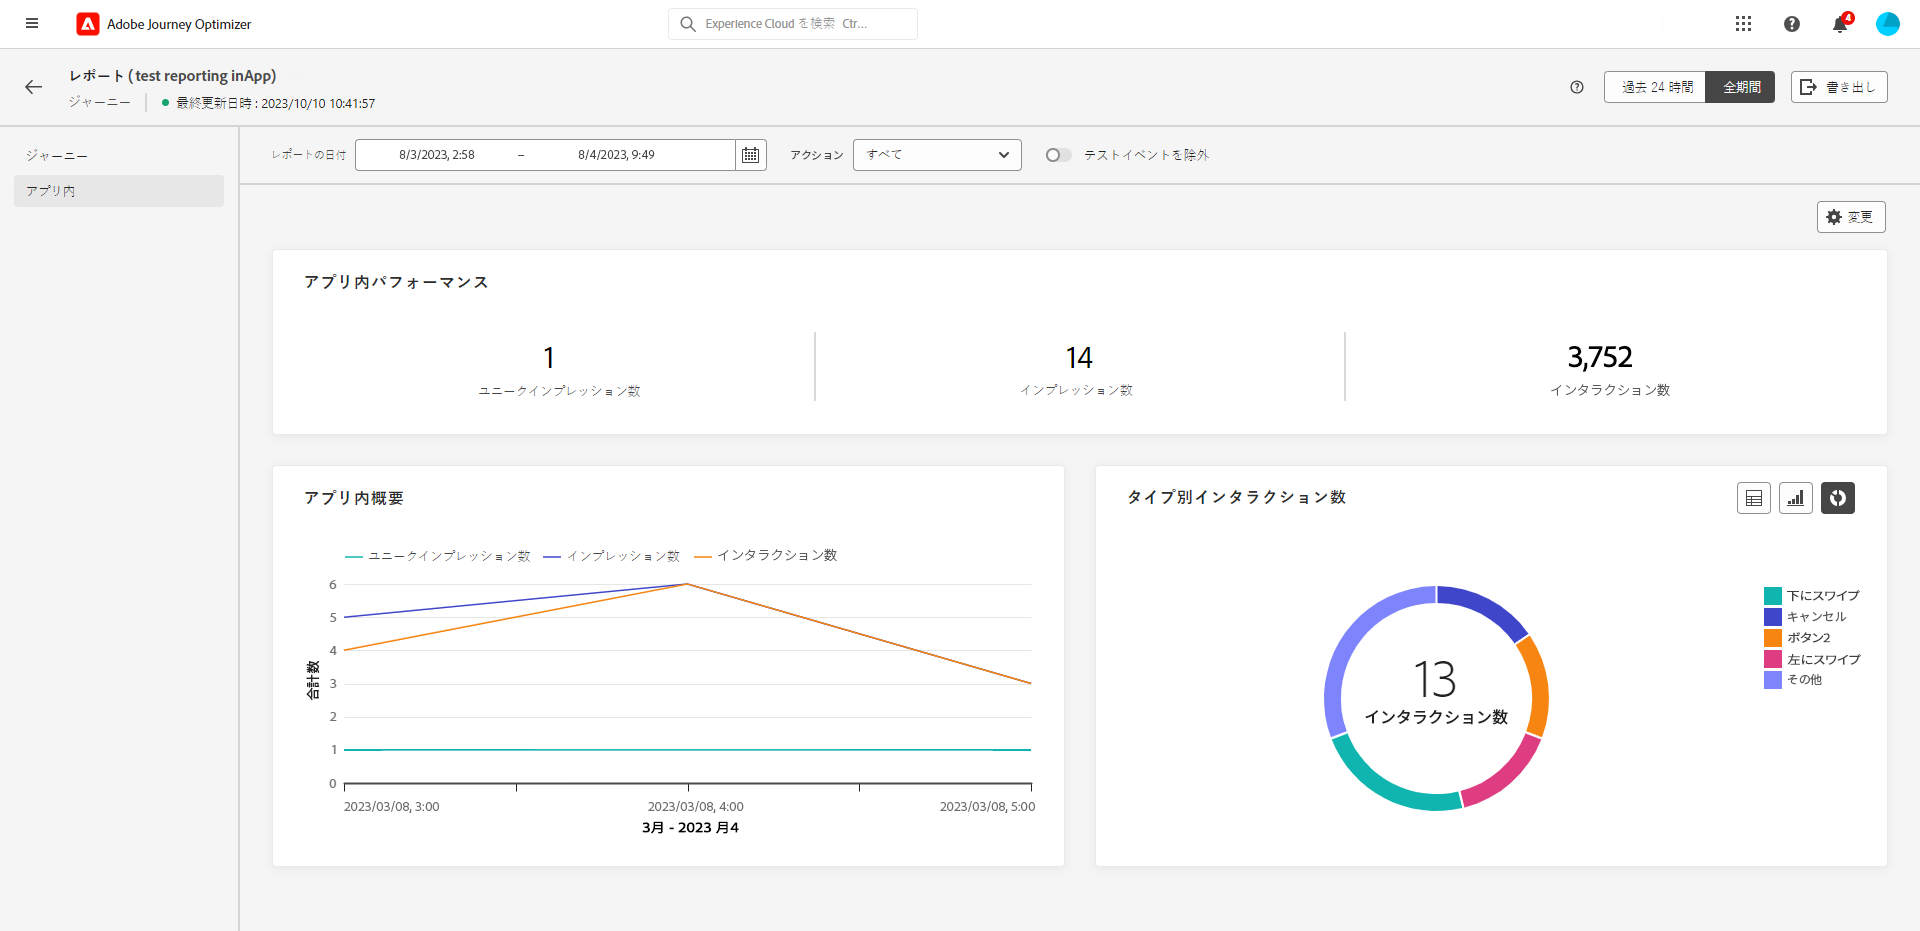 Adobe Journey Optimizer
Experience Cloud を検索 Ctr...
4
レポート (test reporting inApp)
ジャーニー
最終更新日時 : 2023/10/10 10:41:57
過去 24 時間
全期間
書き出し
ジャーニー
アプリ内
レポートの日付
8/3/2023, 2:58 – 8/4/2023, 9:49
アクション
すべて
テストイベントを除外
変更
アプリ内パフォーマンス
1
ユニークインプレッション数
14
インプレッション数
3,752
インタラクション数
アプリ内概要
ユニークインプレッション数
インプレッション数
インタラクション数
6
5
4
3
2
1
0
合計数
2023/03/08, 3:00
2023/03/08, 4:00
2023/03/08, 5:00
3月 - 2023 月4
タイプ別インタラクション数
13
インタラクション数
下にスワイプ
キャンセル
ボタン2
左にスワイプ
その他